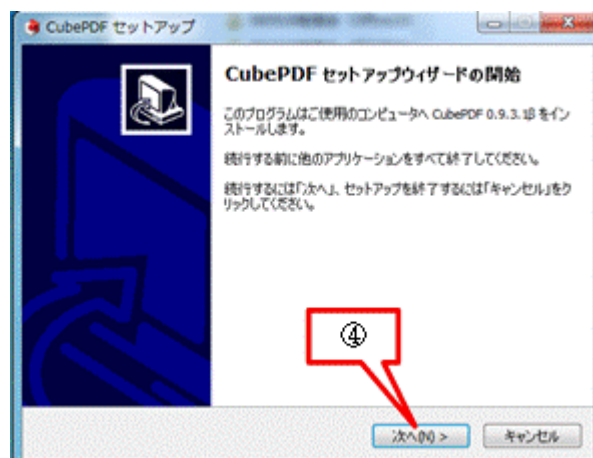 CubePDF セットアップ
CubePDF セットアップウィザードの開始
このプログラムはご使用のコンピュータへ CubePDF 0.9.3.1β をイン
ストールします。
続行する前に他のアプリケーションをすべて終了してください。
続行するには「次へ」、セットアップを終了するには「キャンセル」をク
リックしてください。
④
次へ(N) >
キャンセル